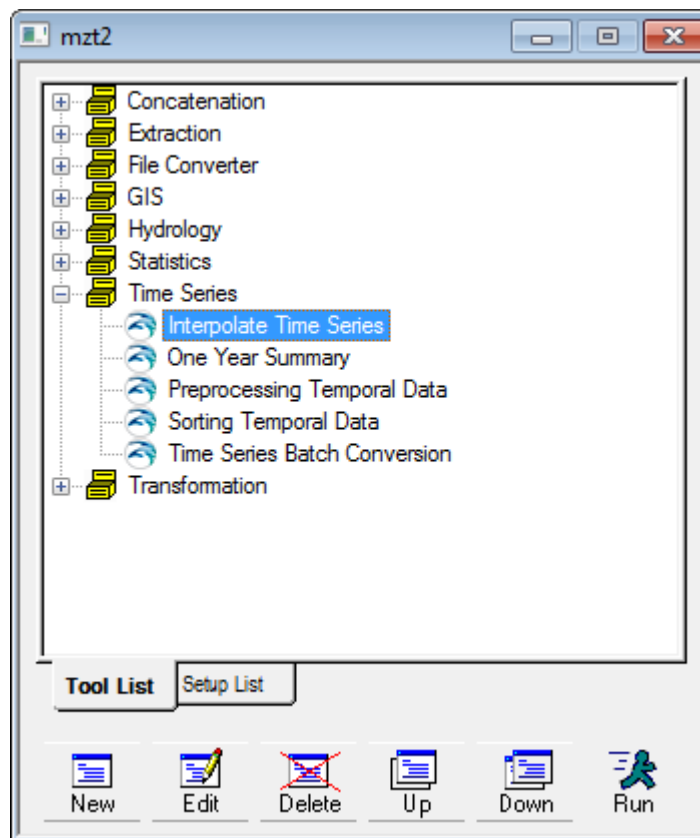 mzt2
Concatenation
Extraction
File Converter
GIS
Hydrology
Statistics
Time Series
Interpolate Time Series
One Year Summary
Preprocessing Temporal Data
Sorting Temporal Data
Time Series Batch Conversion
Transformation
Tool List Setup List
New Edit Delete Up Down Run